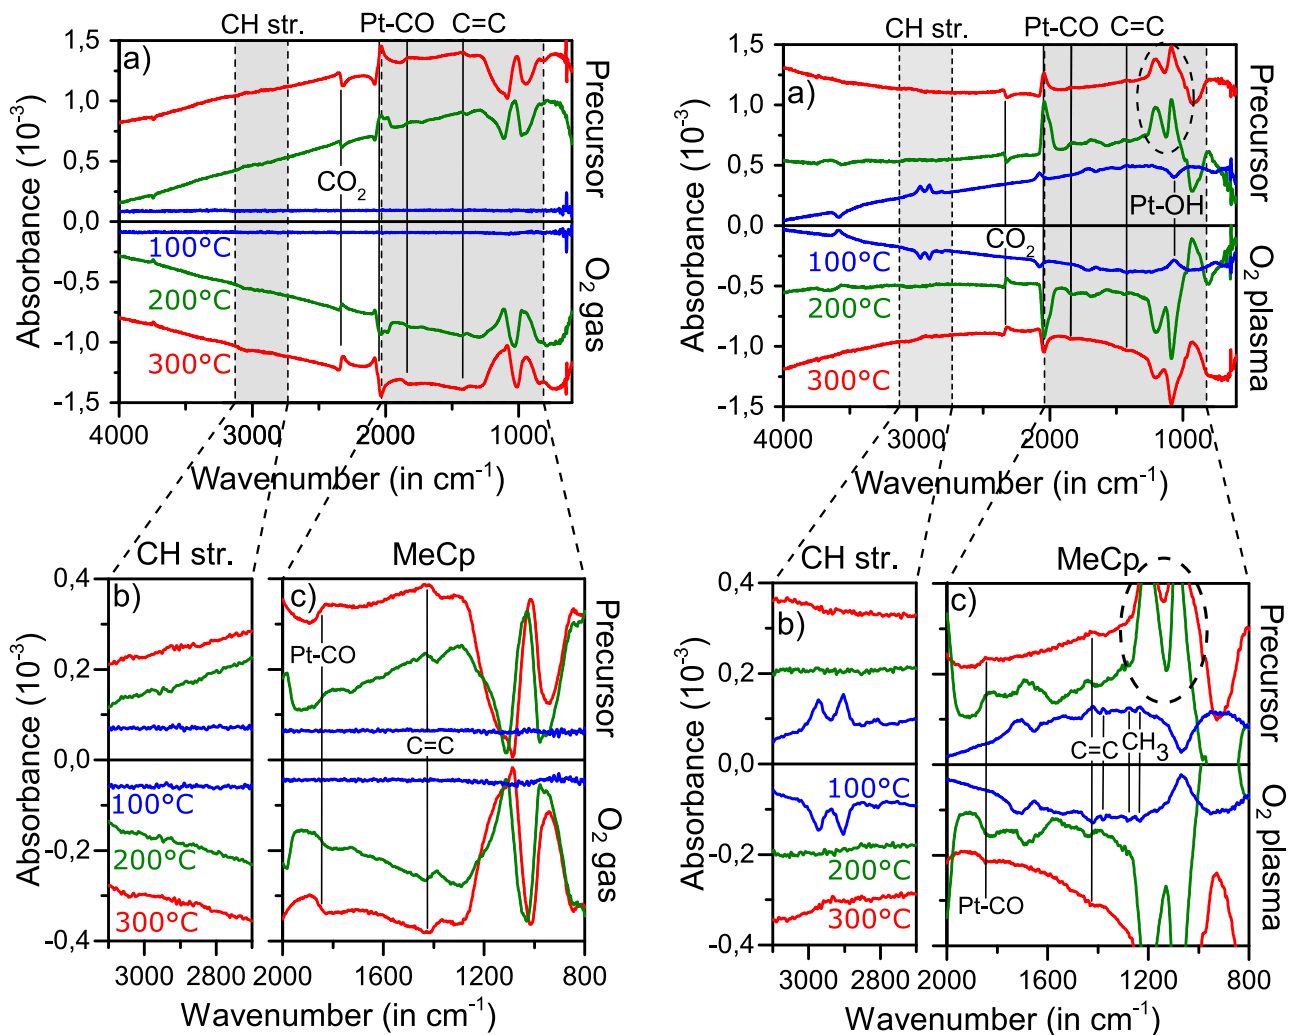 CH str. Pt-CO C=C
a)
1,5
1,0
0,5
0,0
-0,5
-1,0
-1,5
Absorbance (10-3)
CO2
100°C
200°C
300°C
Precursor
O2 gas
4000 3000 2000 1000
Wavenumber (in cm-1)
CH str. MeCp
b) c)
0,4
0,2
0,0
-0,2
-0,4
Absorbance (10-3)
Pt-CO
C=C
100°C
200°C
300°C
Precursor
O2 gas
3100 2800 2000 1600 1200 800
Wavenumber (in cm-1)
CH str. Pt-CO C=C
a)
1,5
1,0
0,5
0,0
-0,5
-1,0
-1,5
Absorbance (10-3)
Pt-OH
CO2
100°C
200°C
300°C
Precursor
O2 plasma
4000 3000 2000 1000
Wavenumber (in cm-1)
CH str. MeCp
b) c)
0,4
0,2
0,0
-0,2
-0,4
Absorbance (10-3)
C=C CH3
100°C
200°C
300°C
Pt-CO
Precursor
O2 plasma
3100 2800 2000 1600 1200 800
Wavenumber (in cm-1)